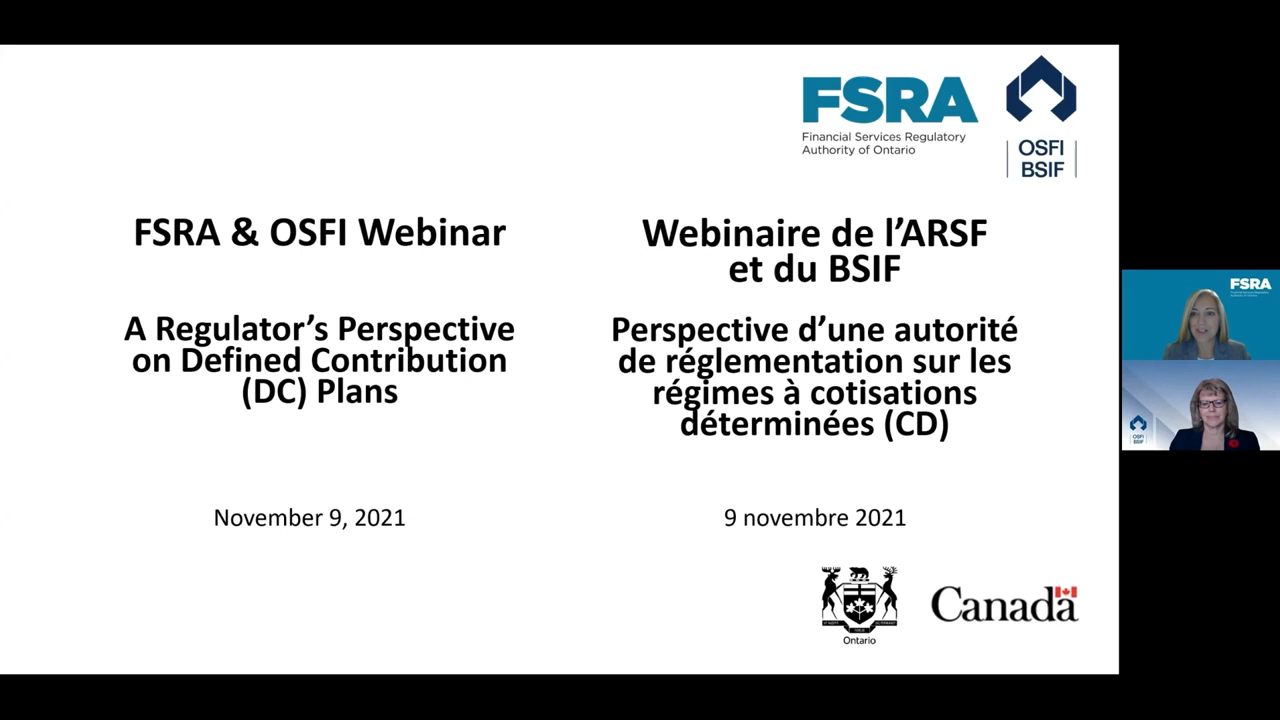 FSRA
Financial Services Regulatory
Authority of Ontario
OSFI
BSIF
FSRA & OSFI Webinar
A Regulator's Perspective
on Defined Contribution
(DC) Plans
November 9, 2021
Webinaire de l'ARSF
et du BSIF
Perspective d'une autorité
de réglementation sur les
régimes à cotisations
déterminées (CD)
9 novembre 2021
Ontario
Canada
FSRA
OSFI
BSIF